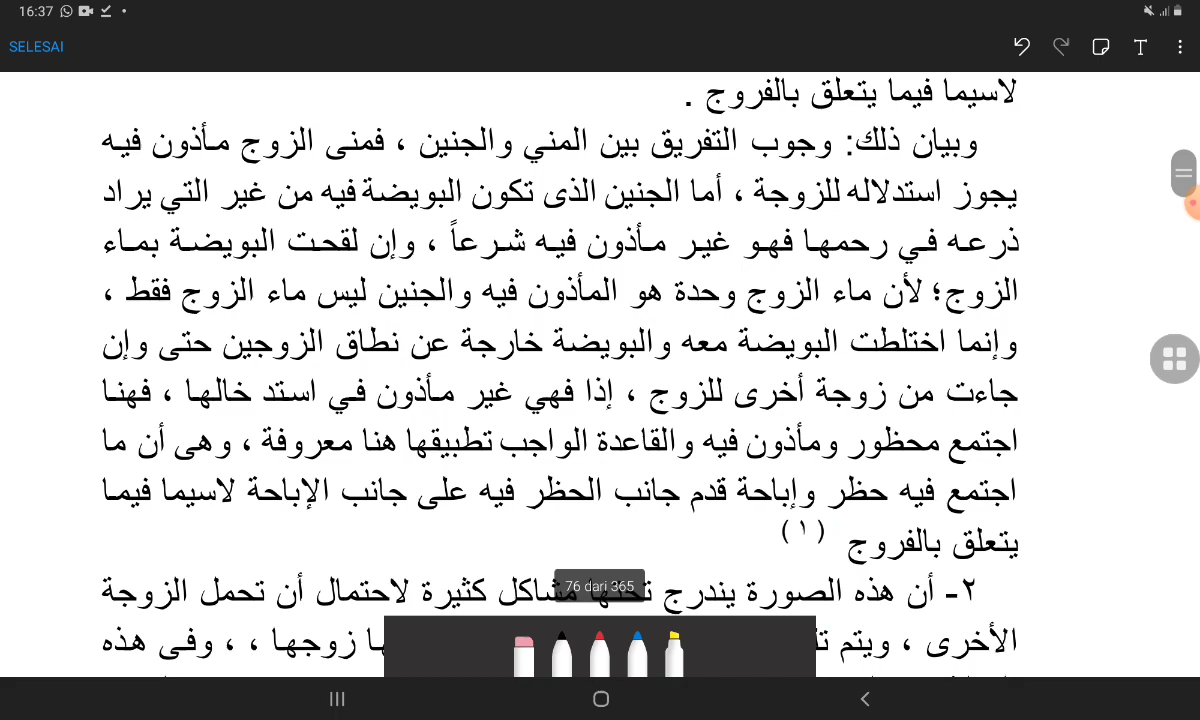 16:37
SELESAI
لاسيما فيما يتعلق بالفروج .
وبيان ذلك: وجوب التفريق بين المني والجنين ، فمنى الزوج مأذون فيه
يجوز استدلاله للزوجة ، أما الجنين الذى تكون البويضة فيه من غير التي يراد
ذرعه في رحمها فهو غير مأذون فيه شرعاً ، وإن لقحت البويضة بماء
الزوج؛ لأن ماء الزوج وحدة هو المأذون فيه والجنين ليس ماء الزوج فقط ،
وإنما اختلطت البويضة معه والبويضة خارجة عن نطاق الزوجين حتى وإن
جاءت من زوجة أخرى للزوج ، إذا فهي غير مأذون في استد خالها ، فهنا
اجتمع محظور ومأذون فيه والقاعدة الواجب تطبيقها هنا معروفة ، وهى أن ما
اجتمع فيه حظر وإباحة قدم جانب الحظر فيه على جانب الإباحة لاسيما فيما
يتعلق بالفروج (١)
76 dari 365
٢- أن هذه الصورة يندرج تحتها مشاكل كثيرة لاحتمال أن تحمل الزوجة
الأخرى ، ويتم زوجها ، ، وفى هذه